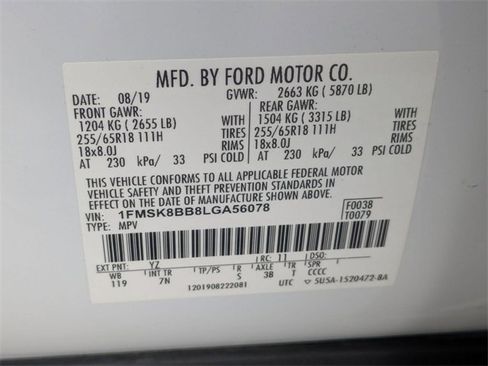 MFD. BY FORD MOTOR CO.
DATE: 08/19 GVWR: 2663 KG ( 5870 LB)
FRONT GAWR: REAR GAWR:
1204 KG ( 2655 LB) WITH 1504 KG ( 3315 LB) WITH
255/65R18 111H TIRES 255/65R18 111H TIRES
18x8.0J RIMS 18x8.0J RIMS
AT 230 kPa/ 33 PSI COLD AT 230 kPa/ 33 PSI COLD
THIS VEHICLE CONFORMS TO ALL APPLICABLE FEDERAL MOTOR
VEHICLE SAFETY AND THEFT PREVENTION STANDARDS IN
EFFECT ON THE DATE OF MANUFACTURE SHOWN ABOVE.
VIN: 1FMSK8BB8LGA56078 F0038
TYPE: MPV T0079
EXT PNT: YZ RC: 11 DSO:
WB INT TR TP/PS R AXLE TR SPR
119 7N S 3B T CCCC
1201908222081 UTC 5U5A-1520472-BA